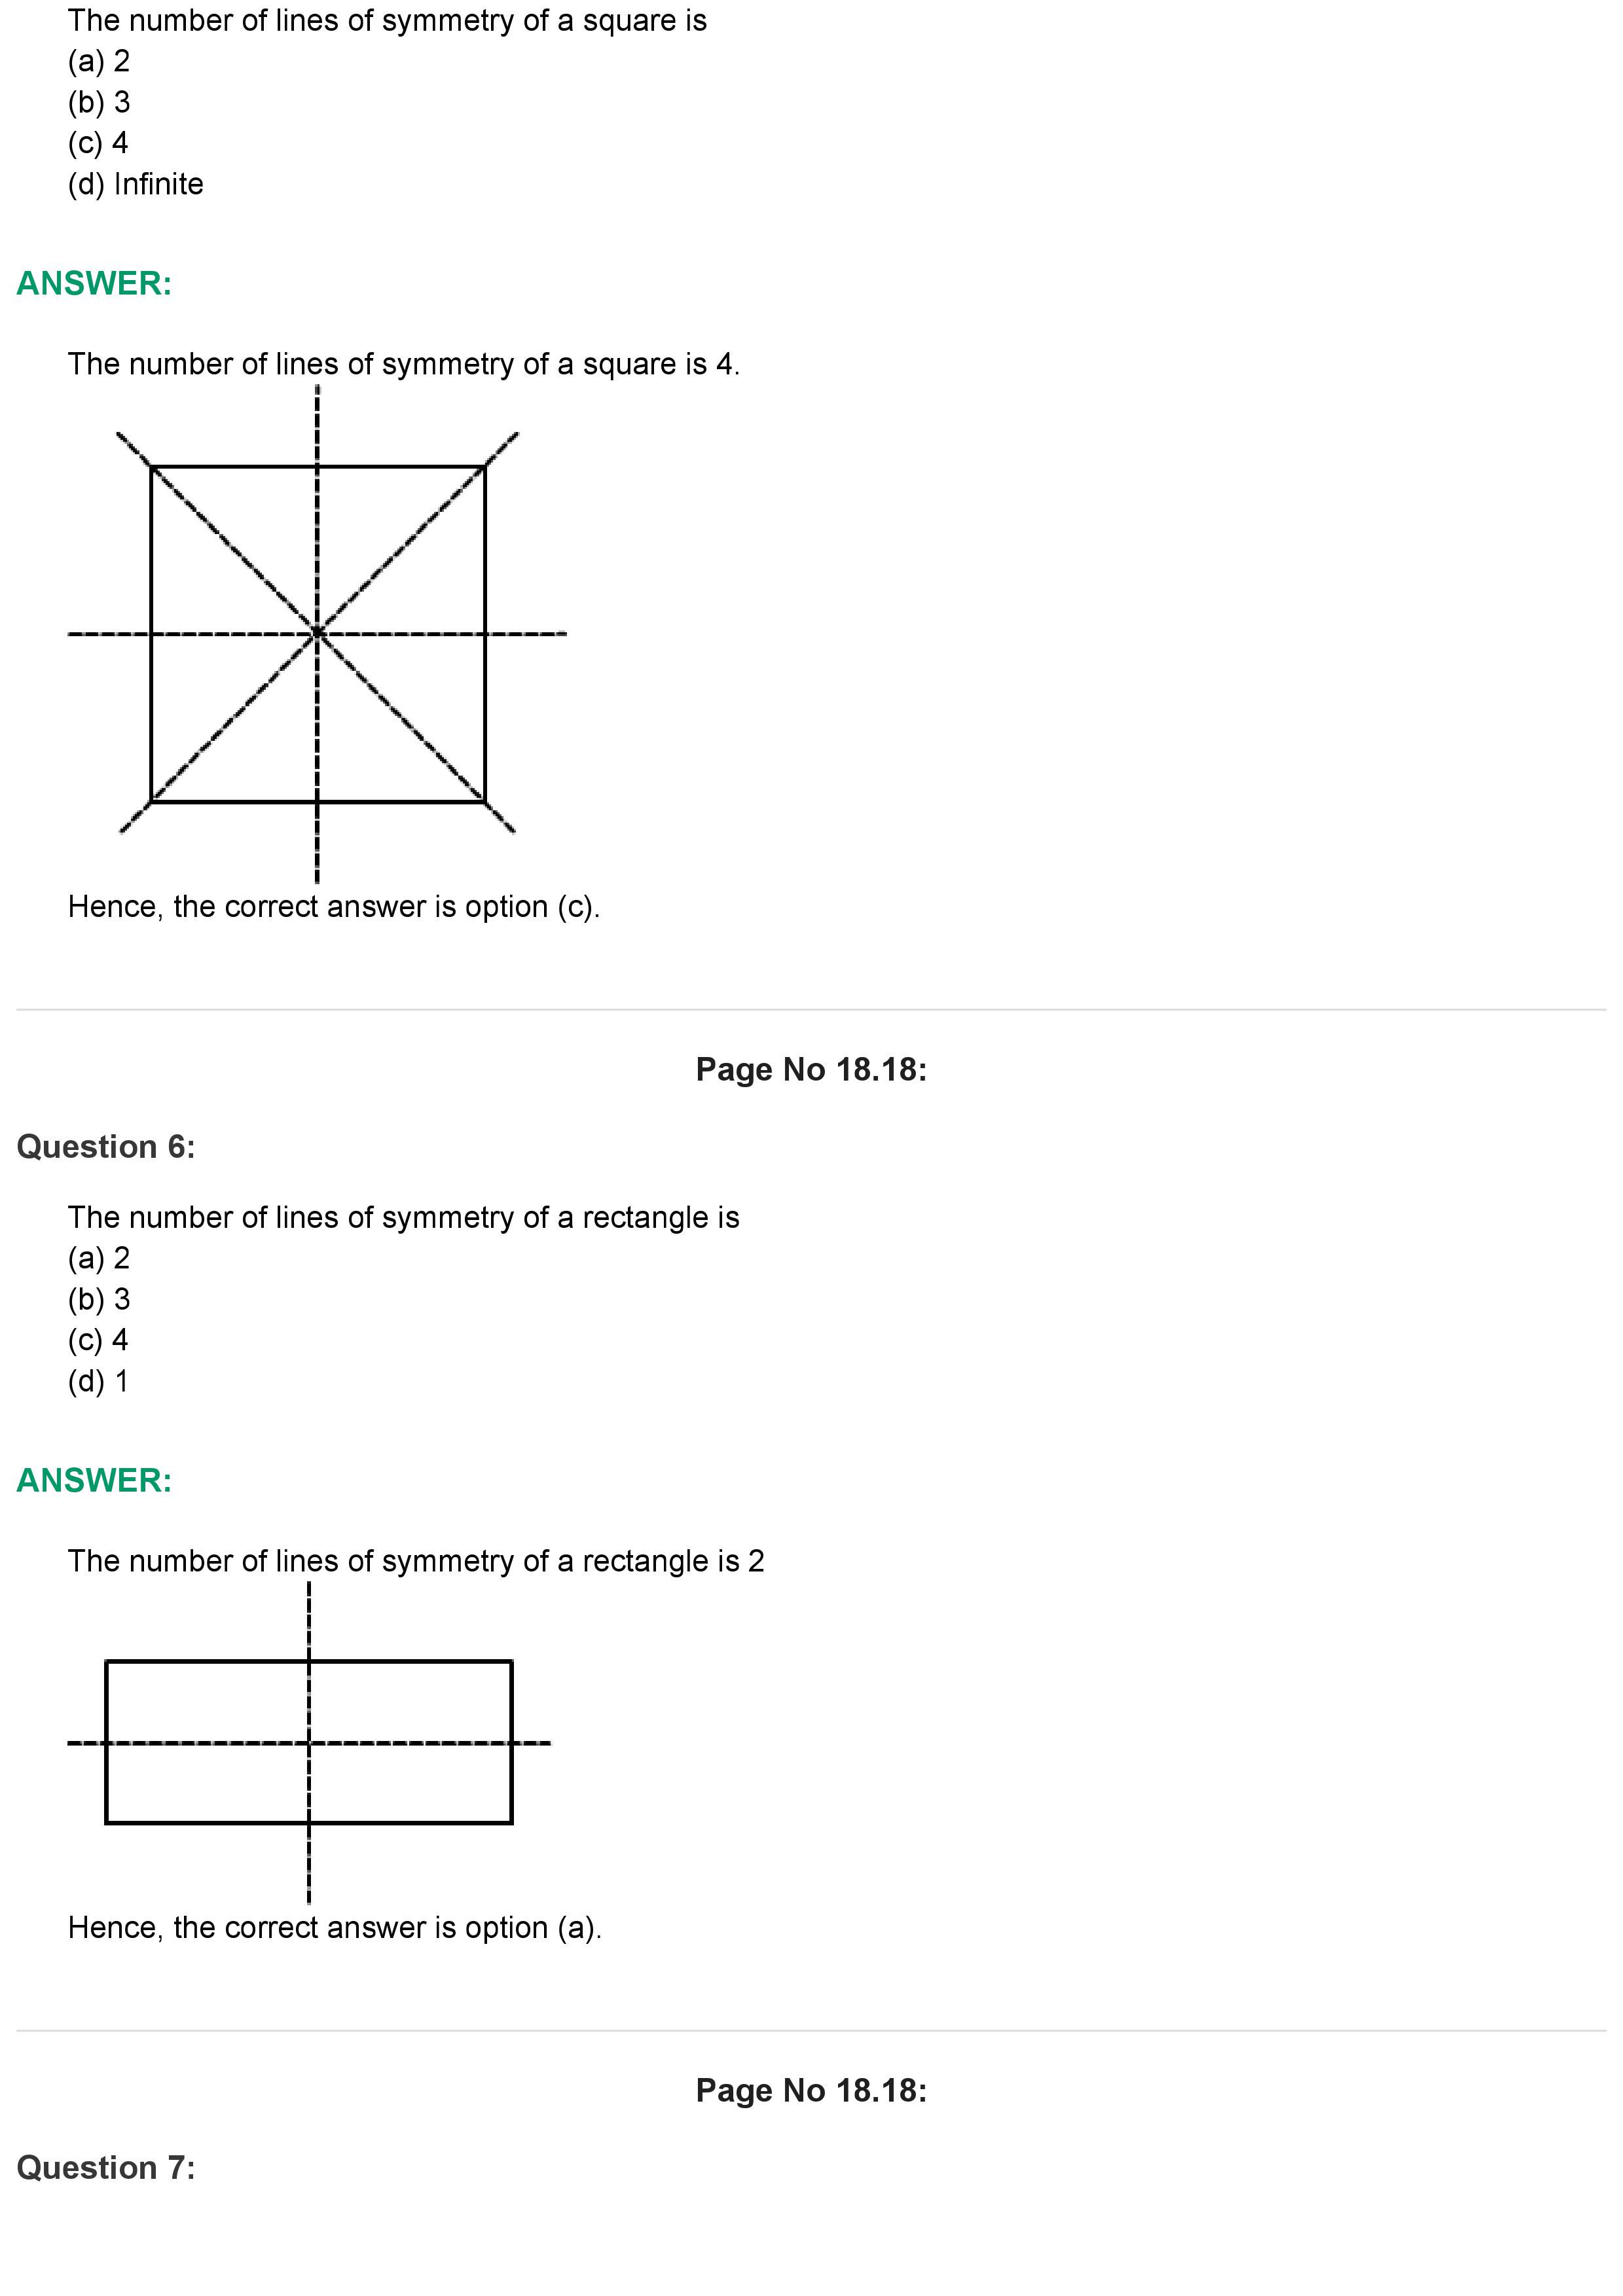 The number of lines of symmetry of a square is
(a) 2
(b) 3
(c) 4
(d) Infinite
ANSWER:
The number of lines of symmetry of a square is 4.
Hence, the correct answer is option (c).
Page No 18.18:
Question 6:
The number of lines of symmetry of a rectangle is
(a) 2
(b) 3
(c) 4
(d) 1
ANSWER:
The number of lines of symmetry of a rectangle is 2
Hence, the correct answer is option (a).
Page No 18.18:
Question 7: